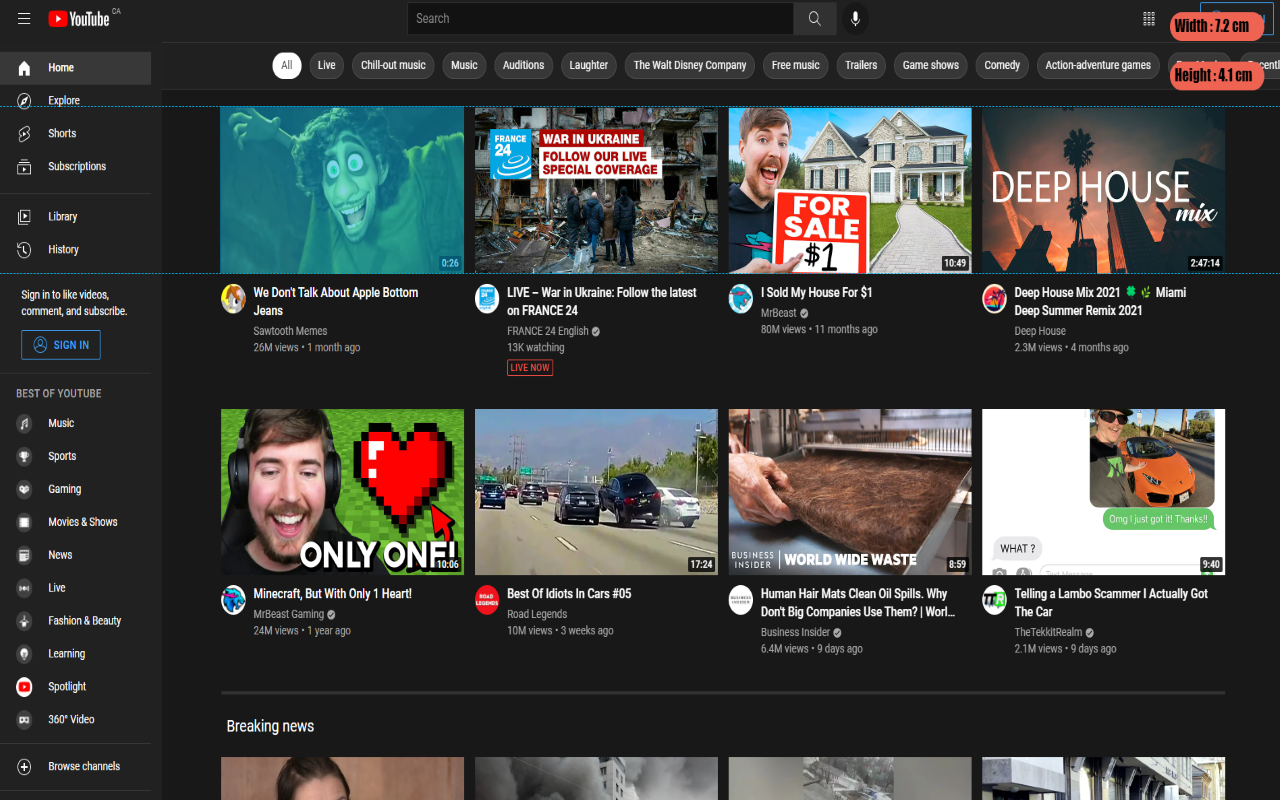 YouTube CA
Search
Width : 7.2 cm
Home
All
Live
Chill-out music
Music
Auditions
Laughter
The Walt Disney Company
Free music
Trailers
Game shows
Comedy
Action-adventure games
Height : 4.1 cm
Explore
Shorts
Subscriptions
Library
History
Sign in to like videos,
comment, and subscribe.
SIGN IN
BEST OF YOUTUBE
Music
Sports
Gaming
Movies & Shows
News
Live
Fashion & Beauty
Learning
Spotlight
360° Video
Browse channels
0:26
We Don't Talk About Apple Bottom
Jeans
Sawtooth Memes
26M views • 1 month ago
FRANCE
24
WAR IN UKRAINE
FOLLOW OUR LIVE
SPECIAL COVERAGE
LIVE – War in Ukraine: Follow the latest
on FRANCE 24
FRANCE 24 English
13K watching
LIVE NOW
FOR
SALE
$1
10:49
I Sold My House For $1
MrBeast
80M views • 11 months ago
DEEP HOUSE
mix
2:47:14
Deep House Mix 2021 🍀 🌿 Miami
Deep Summer Remix 2021
Deep House
2.3M views • 4 months ago
ONLY ONE!
10:06
Minecraft, But With Only 1 Heart!
MrBeast Gaming
24M views • 1 year ago
17:24
ROAD
LEGENDS
Best Of Idiots In Cars #05
Road Legends
10M views • 3 weeks ago
BUSINESS
INSIDER
WORLD WIDE WASTE
8:59
Human Hair Mats Clean Oil Spills. Why
Don't Big Companies Use Them? | Worl...
Business Insider
6.4M views • 9 days ago
Omg I just got it! Thanks!!
WHAT ?
Text Message
9:40
Telling a Lambo Scammer I Actually Got
The Car
TheTekkitRealm
2.1M views • 9 days ago
Breaking news